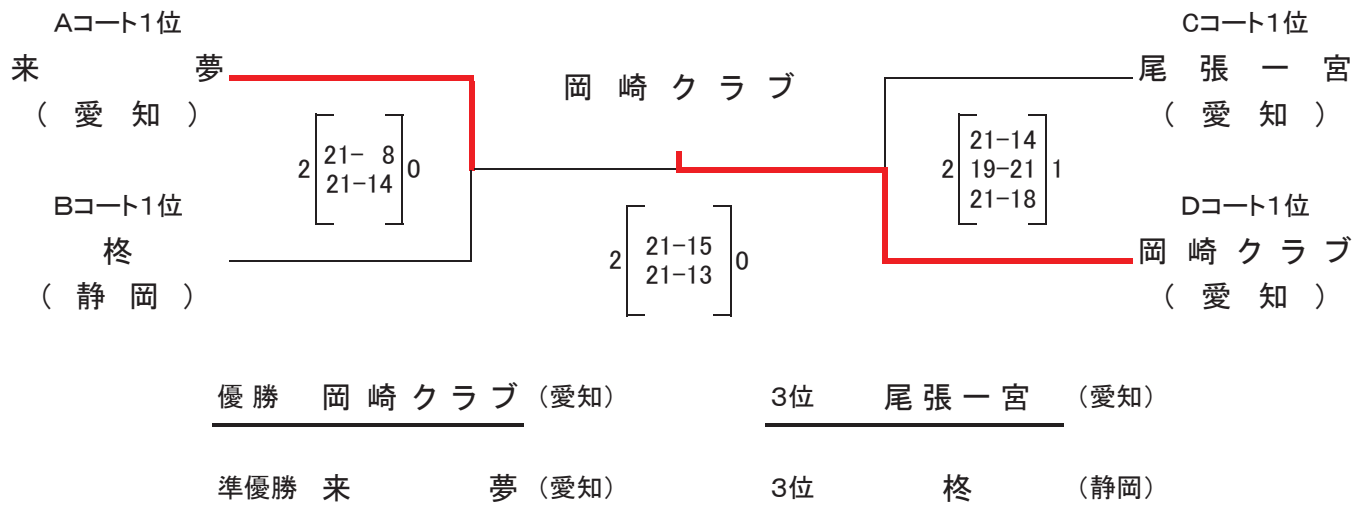 Aコート1位
来 夢
( 愛 知 )
Bコート1位
柊
( 静 岡 )
2 21- 8 0
21-14
岡 崎 ク ラ ブ
2 21-15 0
21-13
Cコート1位
尾 張 一 宮
( 愛 知 )
21-14
2 19-21 1
21-18
Dコート1位
岡 崎 ク ラ ブ
( 愛 知 )
優 勝 岡 崎 ク ラ ブ (愛知)
3位 尾 張 一 宮 (愛知)
準優勝 来 夢 (愛知)
3位 柊 (静岡)